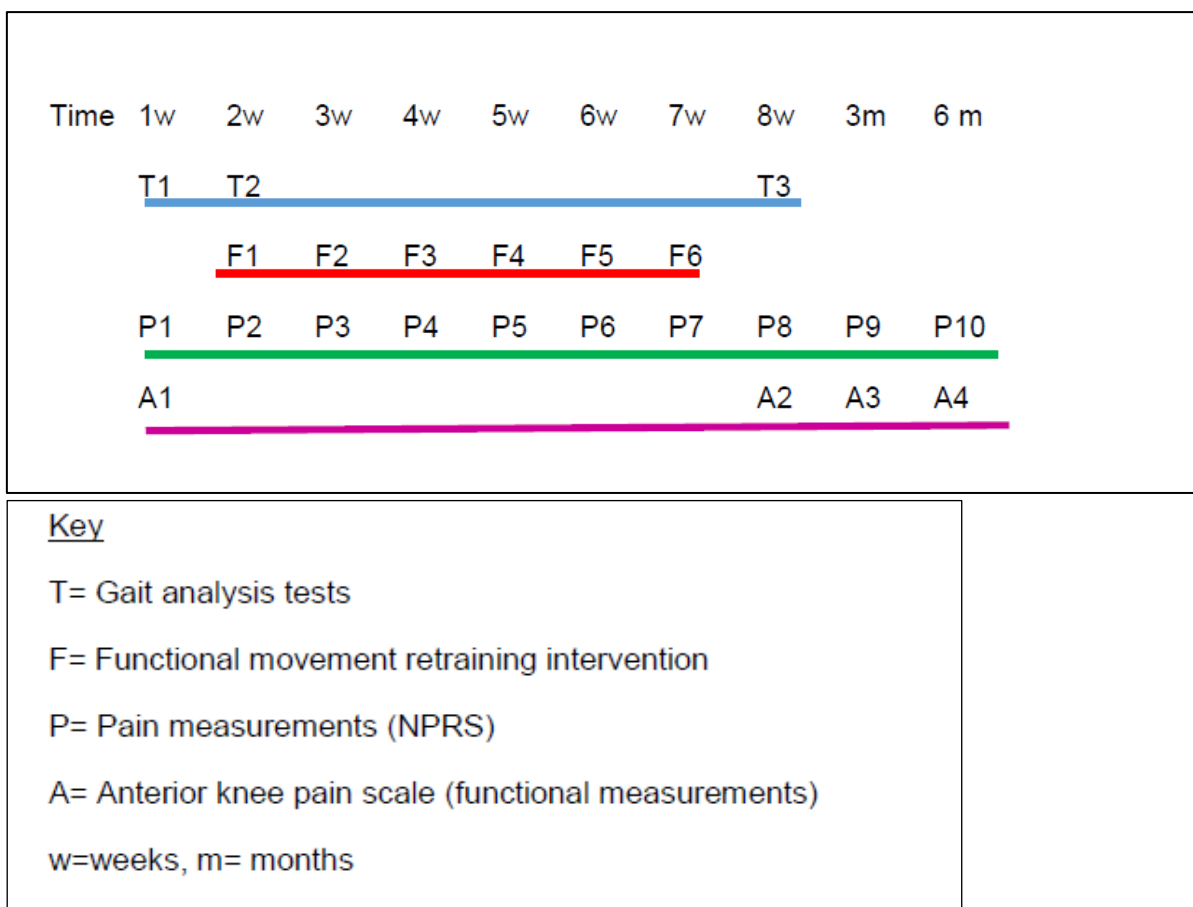 Time 1w 2w 3w 4w 5w 6w 7w 8w 3m 6 m
T1 T2 T3
F1 F2 F3 F4 F5 F6
P1 P2 P3 P4 P5 P6 P7 P8 P9 P10
A1 A2 A3 A4
Key
T= Gait analysis tests
F= Functional movement retraining intervention
P= Pain measurements (NPRS)
A= Anterior knee pain scale (functional measurements)
w=weeks, m= months